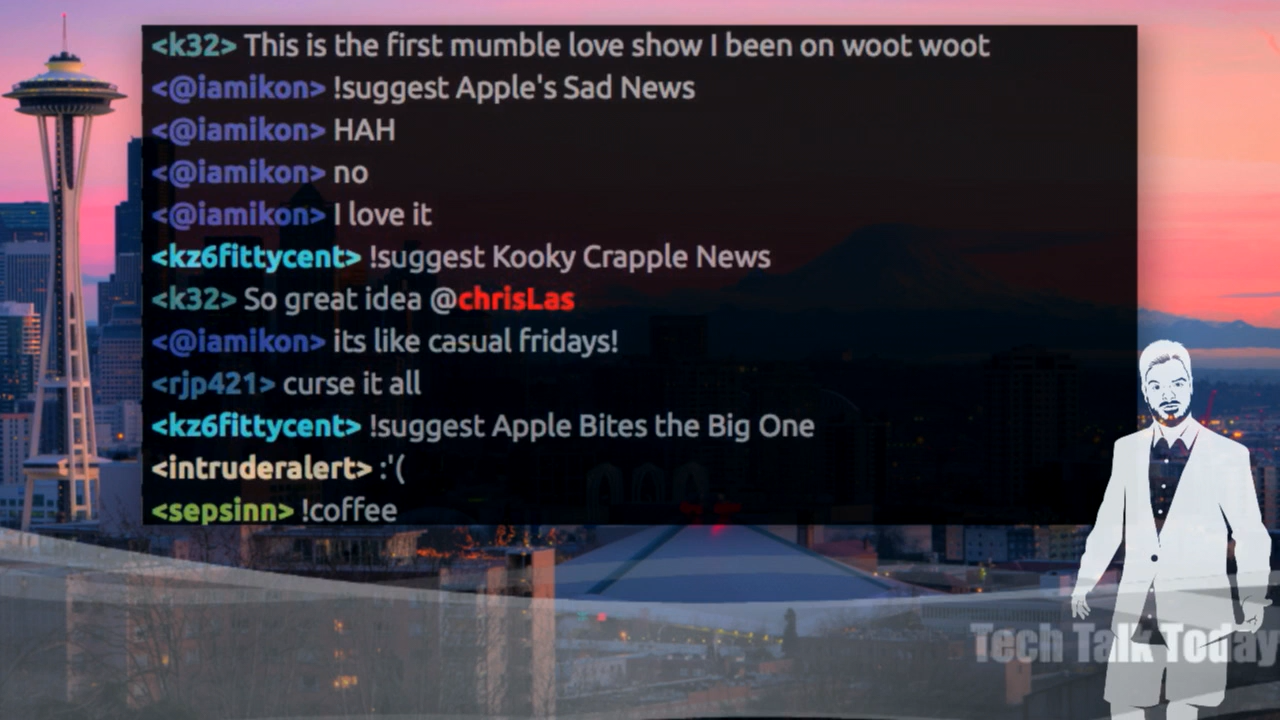 <k32> This is the first mumble love show I been on woot woot
<@iamikon> !suggest Apple's Sad News
<@iamikon> HAH
<@iamikon> no
<@iamikon> I love it
<kz6fittycent> !suggest Kooky Crapple News
<k32> So great idea @chrisLas
<@iamikon> its like casual fridays!
<rjp421> curse it all
<kz6fittycent> !suggest Apple Bites the Big One
<intruderalert> :'(
<sepsinn> !coffee
Tech Talk Today